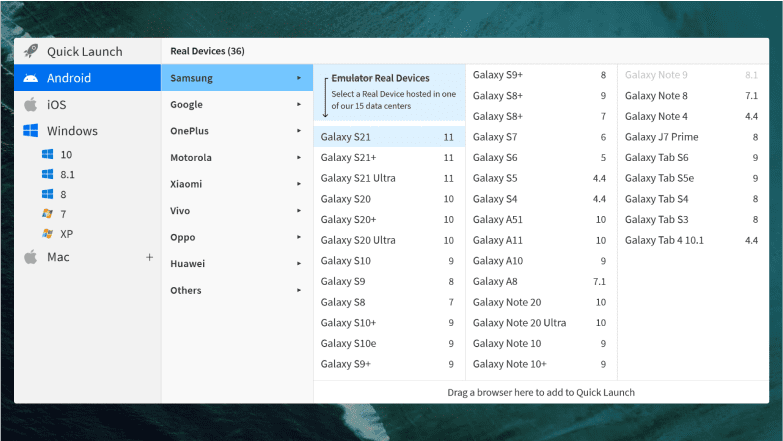 Quick Launch
Android
iOS
Windows
10
8.1
8
7
XP
Mac +
Real Devices (36)
Samsung
Google
OnePlus
Motorola
Xiaomi
Vivo
Oppo
Huawei
Others
Emulator Real Devices
Select a Real Device hosted in one
of our 15 data centers
Galaxy S21 11
Galaxy S21+ 11
Galaxy S21 Ultra 11
Galaxy S20 10
Galaxy S20+ 10
Galaxy S20 Ultra 10
Galaxy S10 9
Galaxy S9 8
Galaxy S8 7
Galaxy S10+ 9
Galaxy S10e 9
Galaxy S9+ 9
Galaxy S9+ 8
Galaxy S8+ 9
Galaxy S8+ 7
Galaxy S7 6
Galaxy S6 5
Galaxy S5 4.4
Galaxy S4 4.4
Galaxy A51 10
Galaxy A11 10
Galaxy A10 9
Galaxy A8 7.1
Galaxy Note 20 10
Galaxy Note 20 Ultra 10
Galaxy Note 10 9
Galaxy Note 10+ 9
Galaxy Note 9 8.1
Galaxy Note 8 7.1
Galaxy Note 4 4.4
Galaxy J7 Prime 8
Galaxy Tab S6 9
Galaxy Tab S5e 9
Galaxy Tab S4 8
Galaxy Tab S3 8
Galaxy Tab 4 10.1 4.4
Drag a browser here to add to Quick Launch